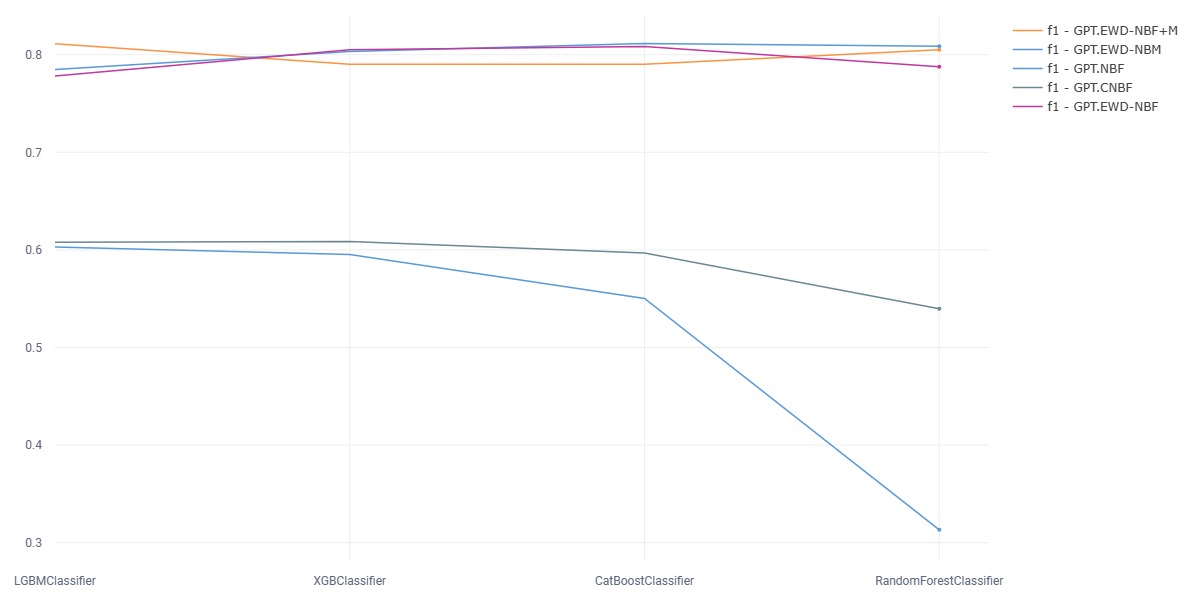 0.8
0.7
0.6
0.5
0.4
0.3
LGBMClassifier
XGBClassifier
CatBoostClassifier
RandomForestClassifier
f1 - GPT.EWD-NBF+M
f1 - GPT.EWD-NBM
f1 - GPT.NBF
f1 - GPT.CNBF
f1 - GPT.EWD-NBF